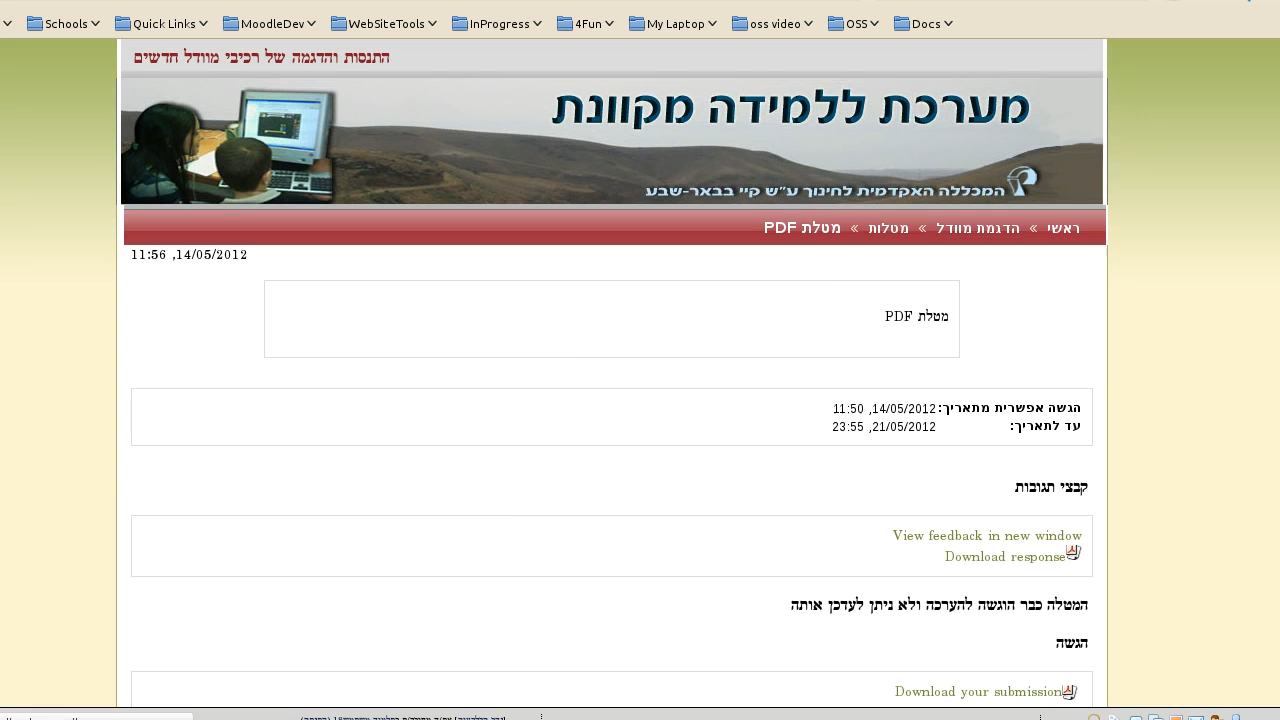 Schools Quick Links MoodleDev WebSiteTools InProgress 4Fun My Laptop oss video OSS Docs
התנסות והדגמה של רכיבי מוודל חדשים
מערכת ללמידה מקוונת
המכללה האקדמית לחינוך ע"ש קיי בבאר-שבע
ראשי » הדגמת מוודל » מטלות » מטלת PDF
14/05/2012, 11:56
מטלת PDF
הגשה אפשרית מתאריך: 14/05/2012, 11:50
עד לתאריך: 21/05/2012, 23:55
קבצי תגובות
View feedback in new window
Download response
המטלה כבר הוגשה להערכה ולא ניתן לעדכן אותה
הגשה
Download your submission